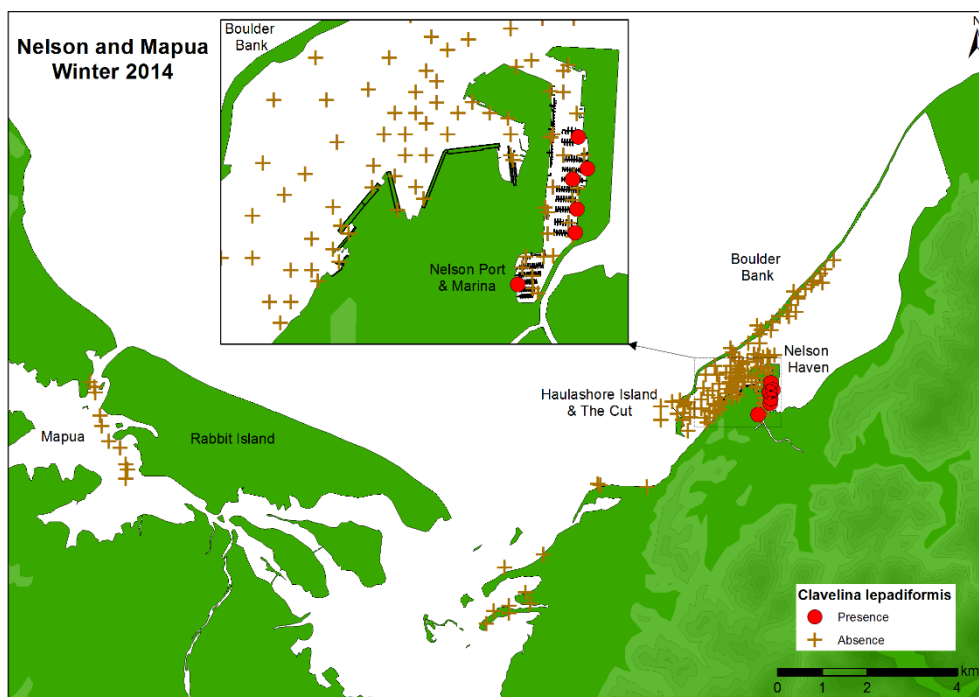 Nelson and Mapua
Winter 2014
Boulder
Bank
Nelson Port
& Marina
N
Boulder
Bank
Nelson
Haven
Haulashore Island
& The Cut
Mapua
Rabbit Island
Clavelina lepadiformis
Presence
Absence
km
0 1 2 4